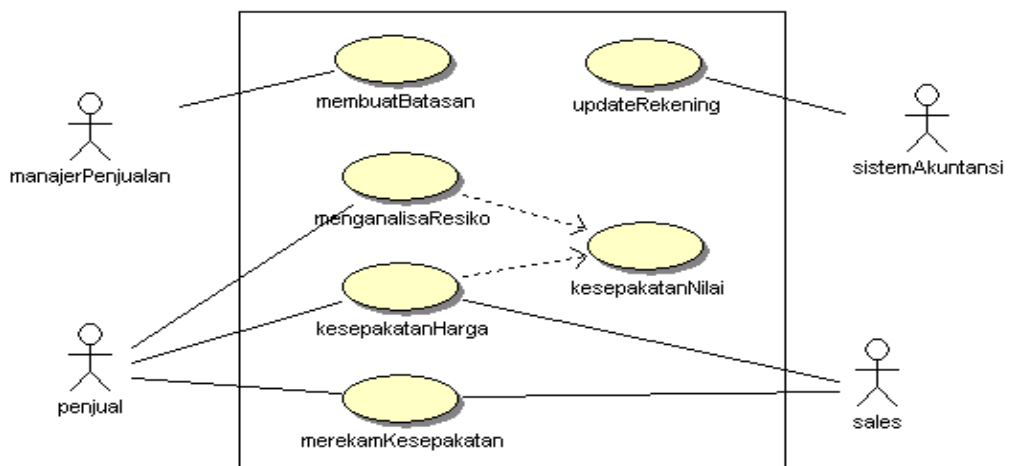 membuatBatasan
updateRekening
manajerPenjualan
sistemAkuntansi
menganalisaResiko
kesepakatanNilai
kesepakatanHarga
penjual
sales
merekamKesepakatan